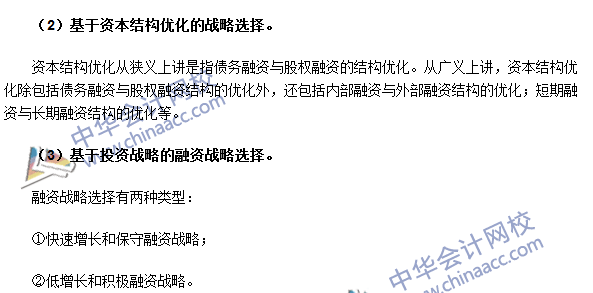 （2）基于资本结构优化的战略选择。
资本结构优化从狭义上讲是指债务融资与股权融资的结构优化。从广义上讲，资本结构优
化除包括债务融资与股权融资结构的优化外，还包括内部融资与外部融资结构的优化；短期融
资与长期融资结构的优化等。
中华会计网校
www.chinaacc.com
（3）基于投资战略的融资战略选择。
融资战略选择有两种类型：
①快速增长和保守融资战略；
②低增长和积极融资战略。
中华会计网校
www.chinaacc.com